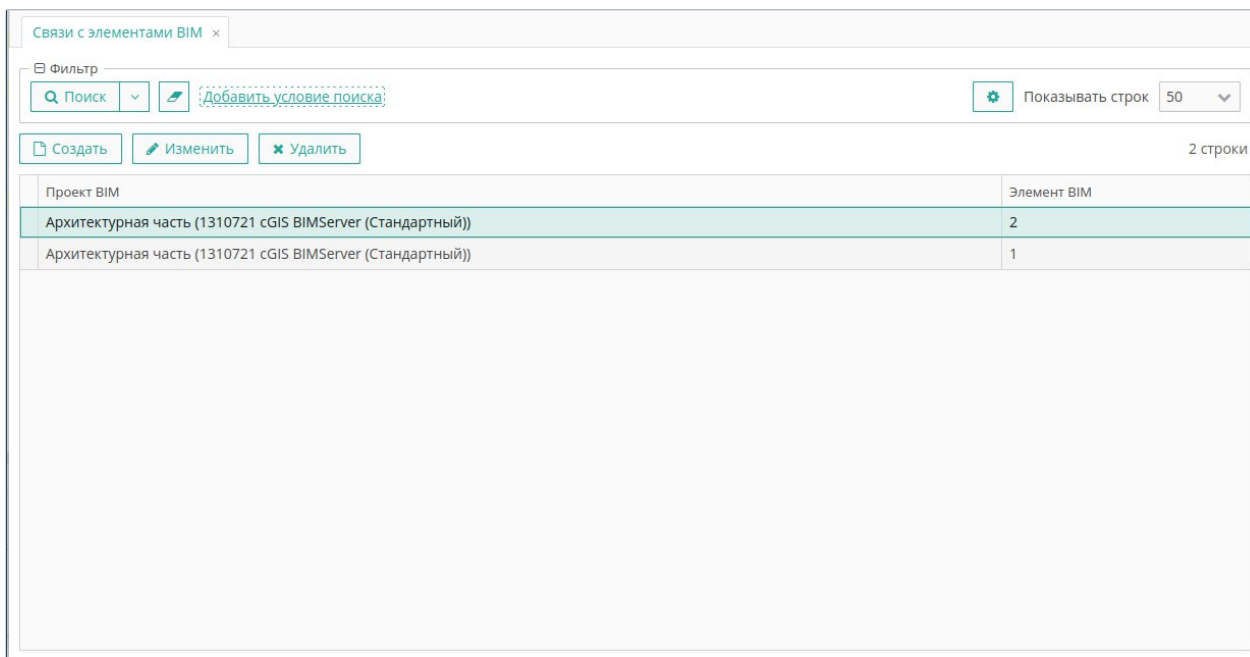 Связи с элементами BIM ×
Фильтр
Поиск Добавить условие поиска Показывать строк 50
Создать Изменить Удалить 2 строки
Проект BIM Элемент BIM
Архитектурная часть (1310721 cGIS BIMServer (Стандартный)) 2
Архитектурная часть (1310721 cGIS BIMServer (Стандартный)) 1